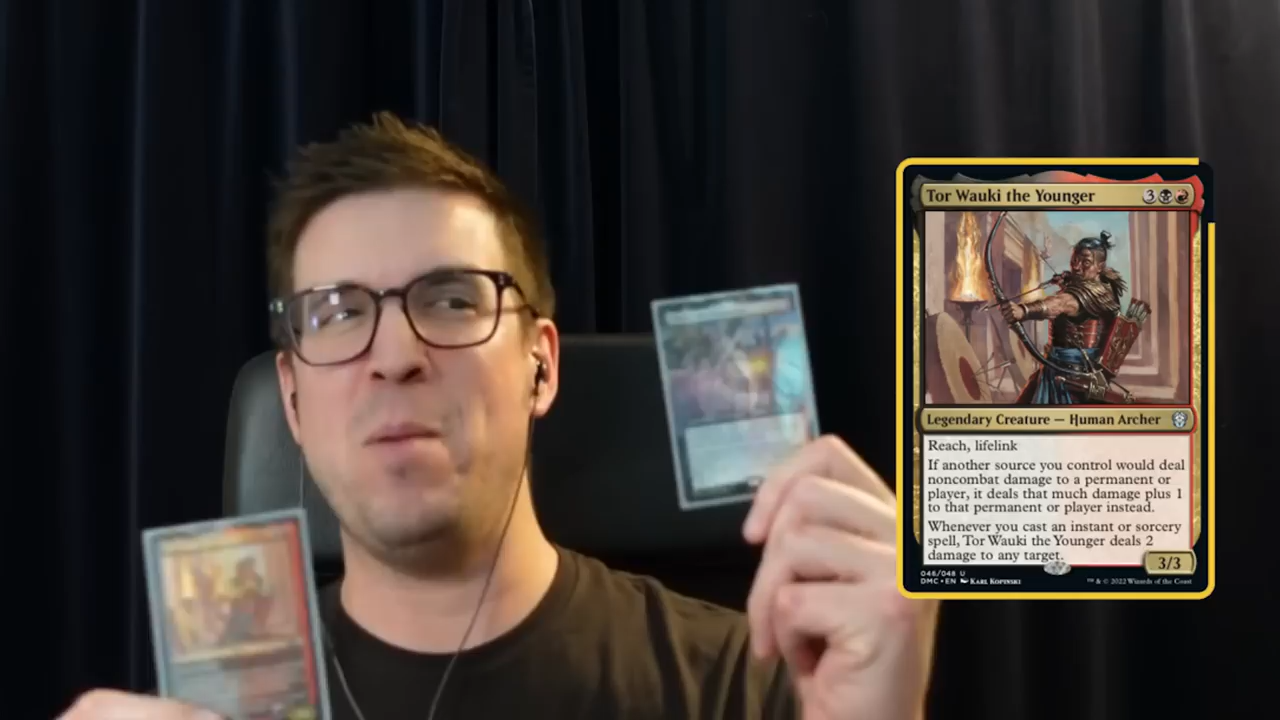 Tor Wauki the Younger 3
Legendary Creature — Human Archer
Reach, lifelink
If another source you control would deal
noncombat damage to a permanent or
player, it deals that much damage plus 1
to that permanent or player instead.
Whenever you cast an instant or sorcery
spell, Tor Wauki the Younger deals 2
damage to any target.
3/3
046/048 U
DMC • EN Karl Kopinski ™ & © 2022 Wizards of the Coast